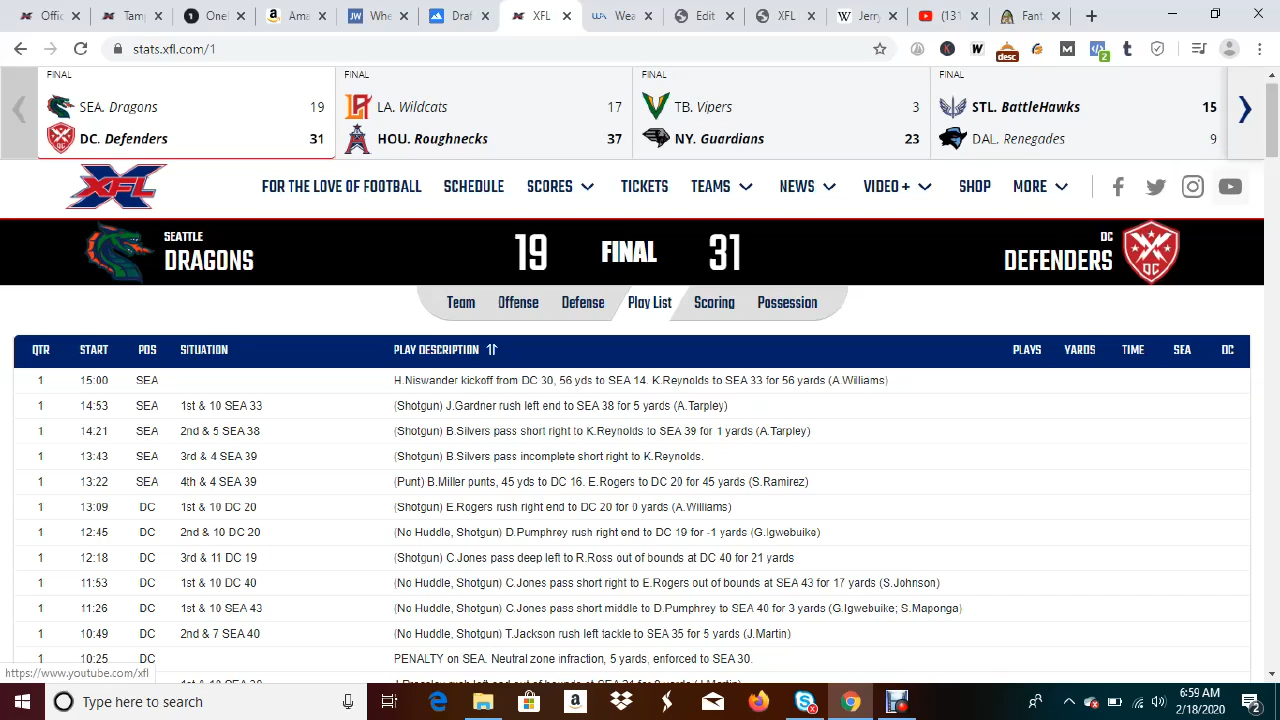 Offic
Tamp
One
Ama
Whe
Draf
XFL
Wea
Edit
XFL
Jerry
(131
Fant
stats.xfl.com/1
desc
2
FINAL
SEA. Dragons 19
DC. Defenders 31
FINAL
LA. Wildcats 17
HOU. Roughnecks 37
FINAL
TB. Vipers 3
NY. Guardians 23
FINAL
STL. BattleHawks 15
DAL. Renegades 9
XFL
FOR THE LOVE OF FOOTBALL SCHEDULE SCORES TICKETS TEAMS NEWS VIDEO + SHOP MORE
SEATTLE
DRAGONS
19 FINAL 31
DC
DEFENDERS
DC
Team Offense Defense Play List Scoring Possession
QTR START POS SITUATION PLAY DESCRIPTION PLAYS YARDS TIME SEA DC
1 15:00 SEA H.Niswander kickoff from DC 30, 56 yds to SEA 14. K.Reynolds to SEA 33 for 56 yards (A.Williams)
1 14:53 SEA 1st & 10 SEA 33 (Shotgun) J.Gardner rush left end to SEA 38 for 5 yards (A.Tarpley)
1 14:21 SEA 2nd & 5 SEA 38 (Shotgun) B.Silvers pass short right to K.Reynolds to SEA 39 for 1 yards (A.Tarpley)
1 13:43 SEA 3rd & 4 SEA 39 (Shotgun) B.Silvers pass incomplete short right to K.Reynolds.
1 13:22 SEA 4th & 4 SEA 39 (Punt) B.Miller punts, 45 yds to DC 16. E.Rogers to DC 20 for 45 yards (S.Ramirez)
1 13:09 DC 1st & 10 DC 20 (Shotgun) E.Rogers rush right end to DC 20 for 0 yards (A.Williams)
1 12:45 DC 2nd & 10 DC 20 (No Huddle, Shotgun) D.Pumphrey rush right end to DC 19 for -1 yards (G.Igwebuike)
1 12:18 DC 3rd & 11 DC 19 (Shotgun) C.Jones pass deep left to R.Ross out of bounds at DC 40 for 21 yards
1 11:53 DC 1st & 10 DC 40 (No Huddle, Shotgun) C.Jones pass short right to E.Rogers out of bounds at SEA 43 for 17 yards (S.Johnson)
1 11:26 DC 1st & 10 SEA 43 (No Huddle, Shotgun) C.Jones pass short middle to D.Pumphrey to SEA 40 for 3 yards (G.Igwebuike; S.Maponga)
1 10:49 DC 2nd & 7 SEA 40 (No Huddle, Shotgun) T.Jackson rush left tackle to SEA 35 for 5 yards (J.Martin)
1 10:25 DC PENALTY on SEA. Neutral zone infraction, 5 yards, enforced to SEA 30.
https://www.youtube.com/xfl
Type here to search
6:59 AM
2/18/2020
2